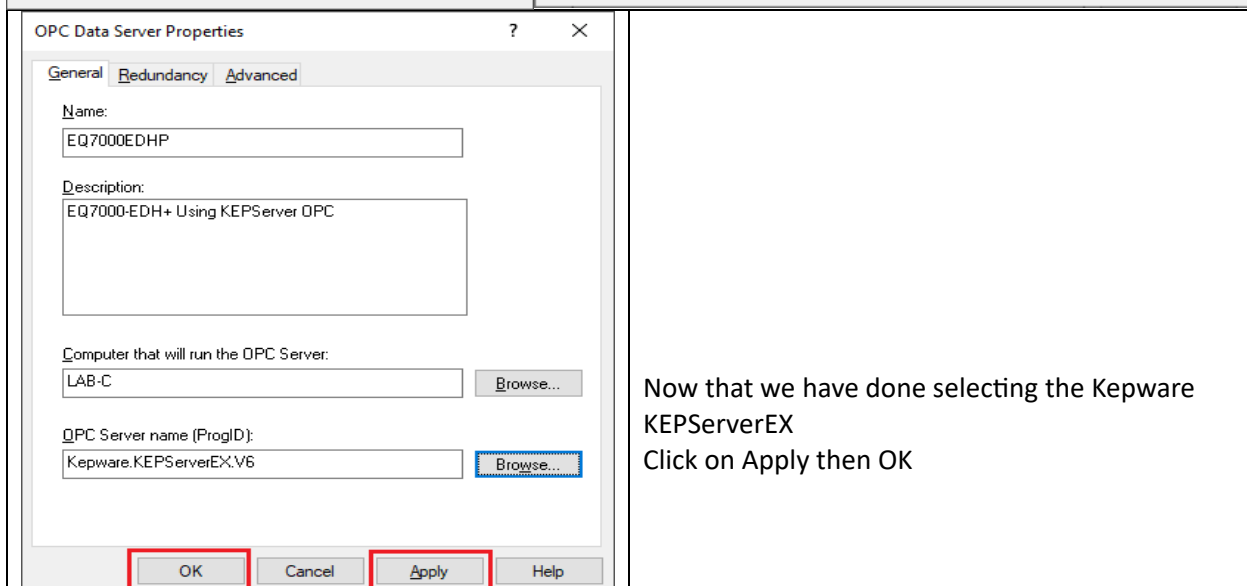 OPC Data Server Properties ? ×
General Redundancy Advanced
Name:
EQ7000EDHP
Description:
EQ7000-EDH+ Using KEPServer OPC
Computer that will run the OPC Server:
LAB-C Browse...
OPC Server name (ProgID):
Kepware.KEPServerEX.V6 Browse...
OK Cancel Apply Help
Now that we have done selecting the Kepware
KEPServerEX
Click on Apply then OK